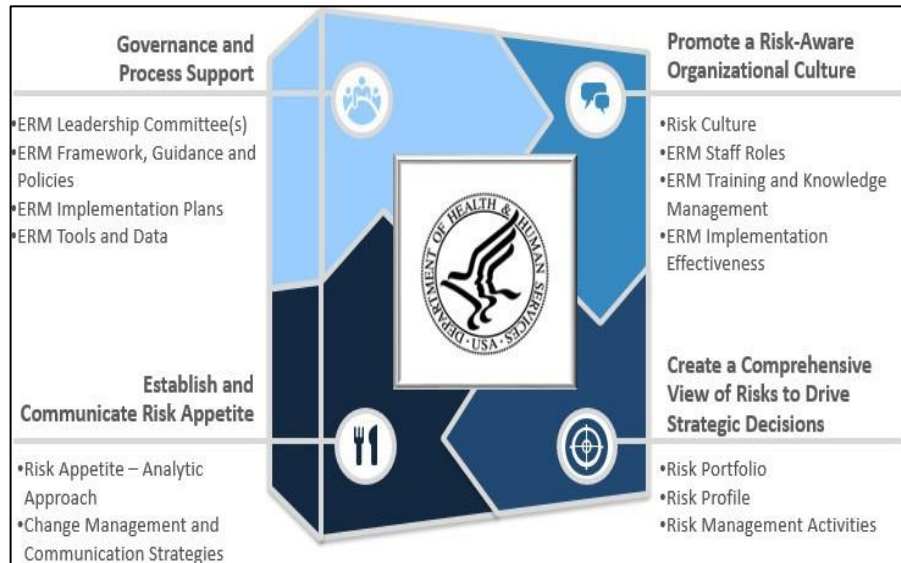 Governance and
Process Support
•ERM Leadership Committee(s)
•ERM Framework, Guidance and
Policies
•ERM Implementation Plans
•ERM Tools and Data
Promote a Risk-Aware
Organizational Culture
•Risk Culture
•ERM Staff Roles
•ERM Training and Knowledge
Management
•ERM Implementation
Effectiveness
DEPARTMENT OF HEALTH & HUMAN SERVICES · USA
Establish and
Communicate Risk Appetite
•Risk Appetite – Analytic
Approach
•Change Management and
Communication Strategies
Create a Comprehensive
View of Risks to Drive
Strategic Decisions
•Risk Portfolio
•Risk Profile
•Risk Management Activities